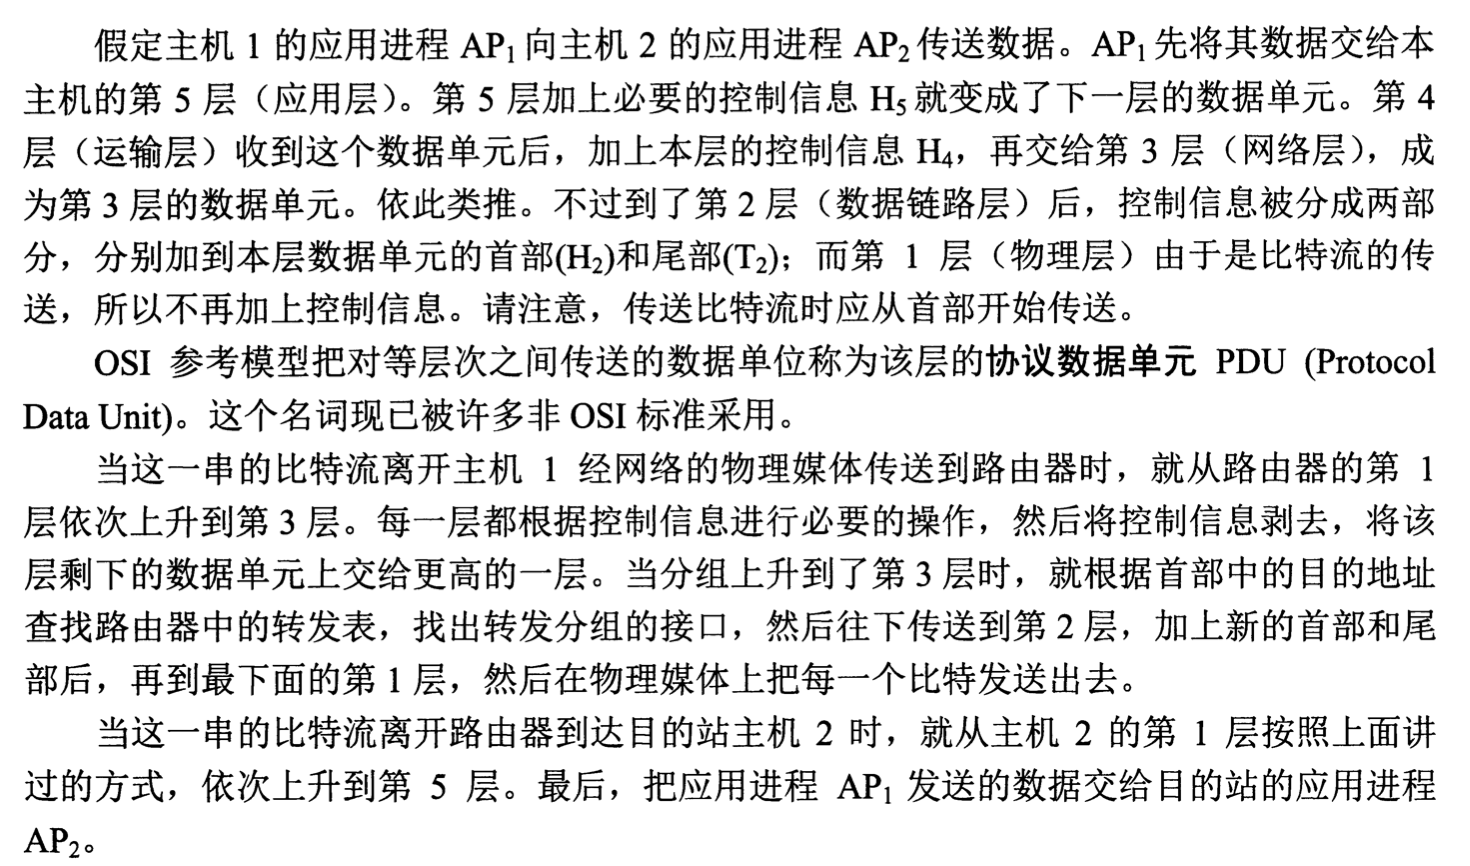 假定主机 1 的应用进程 AP₁ 向主机 2 的应用进程 AP₂ 传送数据。AP₁ 先将其数据交给本
主机的第 5 层（应用层）。第 5 层加上必要的控制信息 H₅ 就变成了下一层的数据单元。第 4
层（运输层）收到这个数据单元后，加上本层的控制信息 H₄，再交给第 3 层（网络层），成
为第 3 层的数据单元。依此类推。不过到了第 2 层（数据链路层）后，控制信息被分成两部
分，分别加到本层数据单元的首部(H₂)和尾部(T₂)；而第 1 层（物理层）由于是比特流的传
送，所以不再加上控制信息。请注意，传送比特流时应从首部开始传送。
OSI 参考模型把对等层次之间传送的数据单位称为该层的协议数据单元 PDU (Protocol
Data Unit)。这个名词现已被许多非 OSI 标准采用。
当这一串的比特流离开主机 1 经网络的物理媒体传送到路由器时，就从路由器的第 1
层依次上升到第 3 层。每一层都根据控制信息进行必要的操作，然后将控制信息剥去，将该
层剩下的数据单元上交给更高的一层。当分组上升到了第 3 层时，就根据首部中的目的地址
查找路由器中的转发表，找出转发分组的接口，然后往下传送到第 2 层，加上新的首部和尾
部后，再到最下面的第 1 层，然后在物理媒体上把每一个比特发送出去。
当这一串的比特流离开路由器到达目的站主机 2 时，就从主机 2 的第 1 层按照上面讲
过的方式，依次上升到第 5 层。最后，把应用进程 AP₁ 发送的数据交给目的站的应用进程
AP₂。